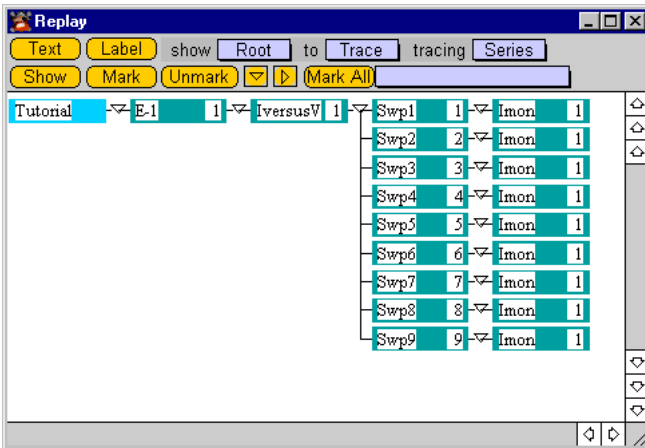 Replay
Text Label show Root to Trace tracing Series
Show Mark Unmark Mark All
Tutorial E-1 1 IversusV 1 Swp1 1 Imon 1
Swp2 2 Imon 1
Swp3 3 Imon 1
Swp4 4 Imon 1
Swp5 5 Imon 1
Swp6 6 Imon 1
Swp7 7 Imon 1
Swp8 8 Imon 1
Swp9 9 Imon 1